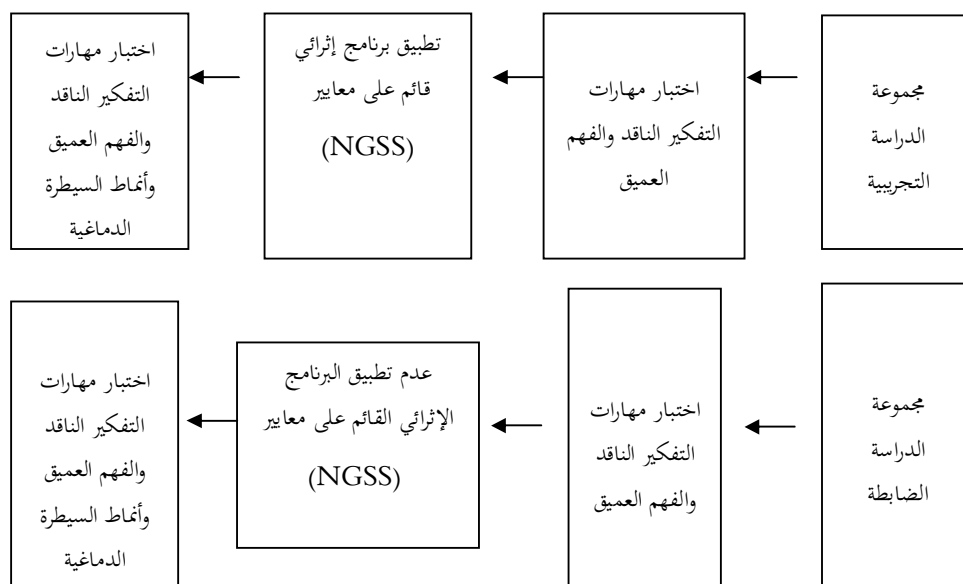 مجموعة
الدراسة
التجريبية
اختبار مهارات
التفكير الناقد والفهم
العميق
تطبيق برنامج إثرائي
قائم على معايير
(NGSS)
اختبار مهارات
التفكير الناقد
والفهم العميق
وأنماط السيطرة
الدماغية
مجموعة
الدراسة
الضابطة
اختبار مهارات
التفكير الناقد
والفهم العميق
عدم تطبيق البرنامج
الإثرائي القائم على معايير
(NGSS)
اختبار مهارات
التفكير الناقد
والفهم العميق
وأنماط السيطرة
الدماغية